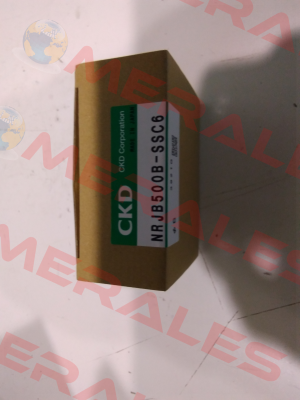 CKD
CKD Corporation
NRJB500B-SSC6
MERALES
MERALES
MERALES